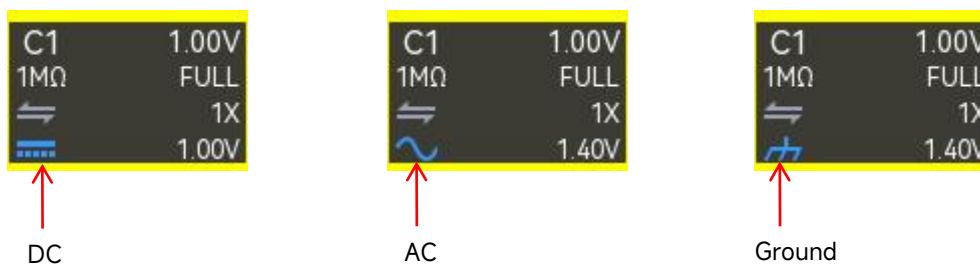 C1 1.00V
1MΩ FULL
1X
1.00V
DC
C1 1.00V
1MΩ FULL
1X
1.40V
AC
C1 1.00V
1MΩ FULL
1X
1.40V
Ground